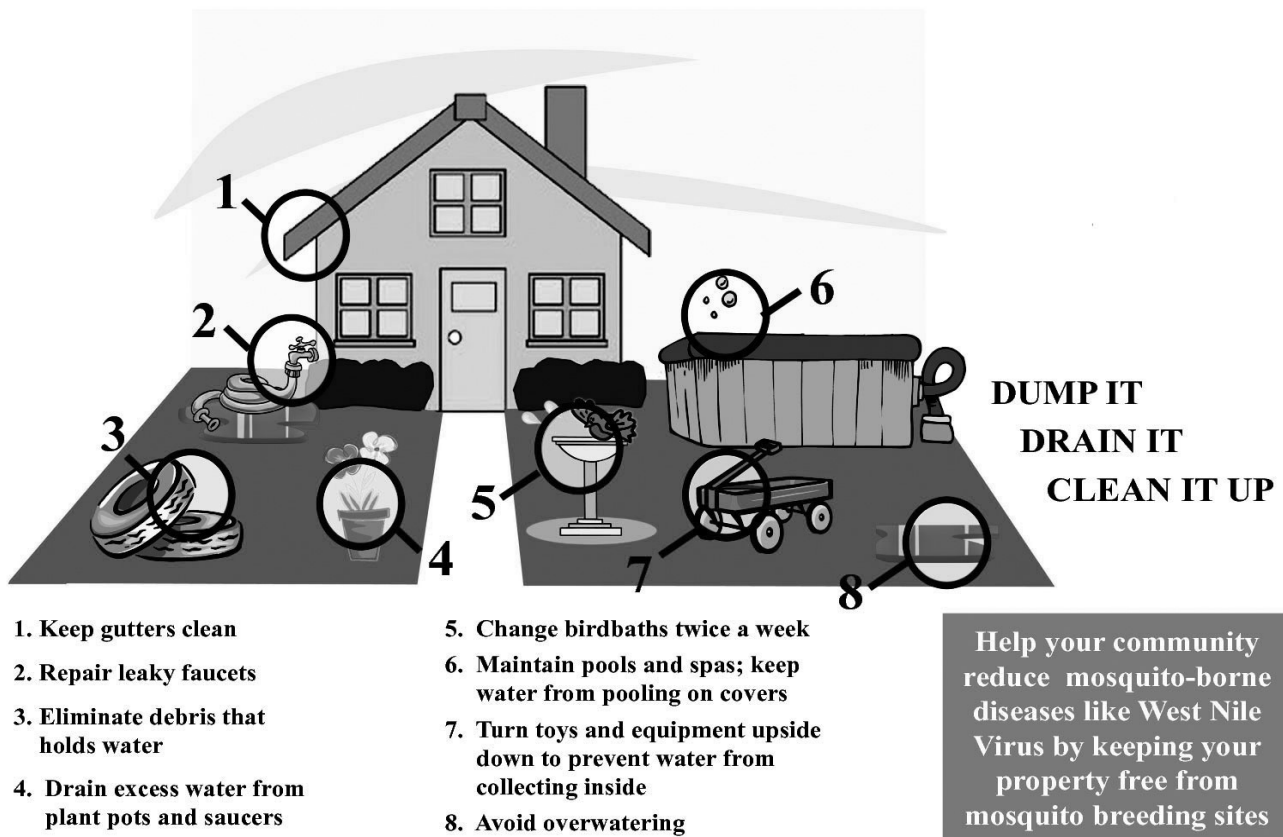 1
2
3
4
5
6
7
8
DUMP IT
DRAIN IT
CLEAN IT UP
1. Keep gutters clean
2. Repair leaky faucets
3. Eliminate debris that
holds water
4. Drain excess water from
plant pots and saucers
5. Change birdbaths twice a week
6. Maintain pools and spas; keep
water from pooling on covers
7. Turn toys and equipment upside
down to prevent water from
collecting inside
8. Avoid overwatering
Help your community
reduce mosquito-borne
diseases like West Nile
Virus by keeping your
property free from
mosquito breeding sites